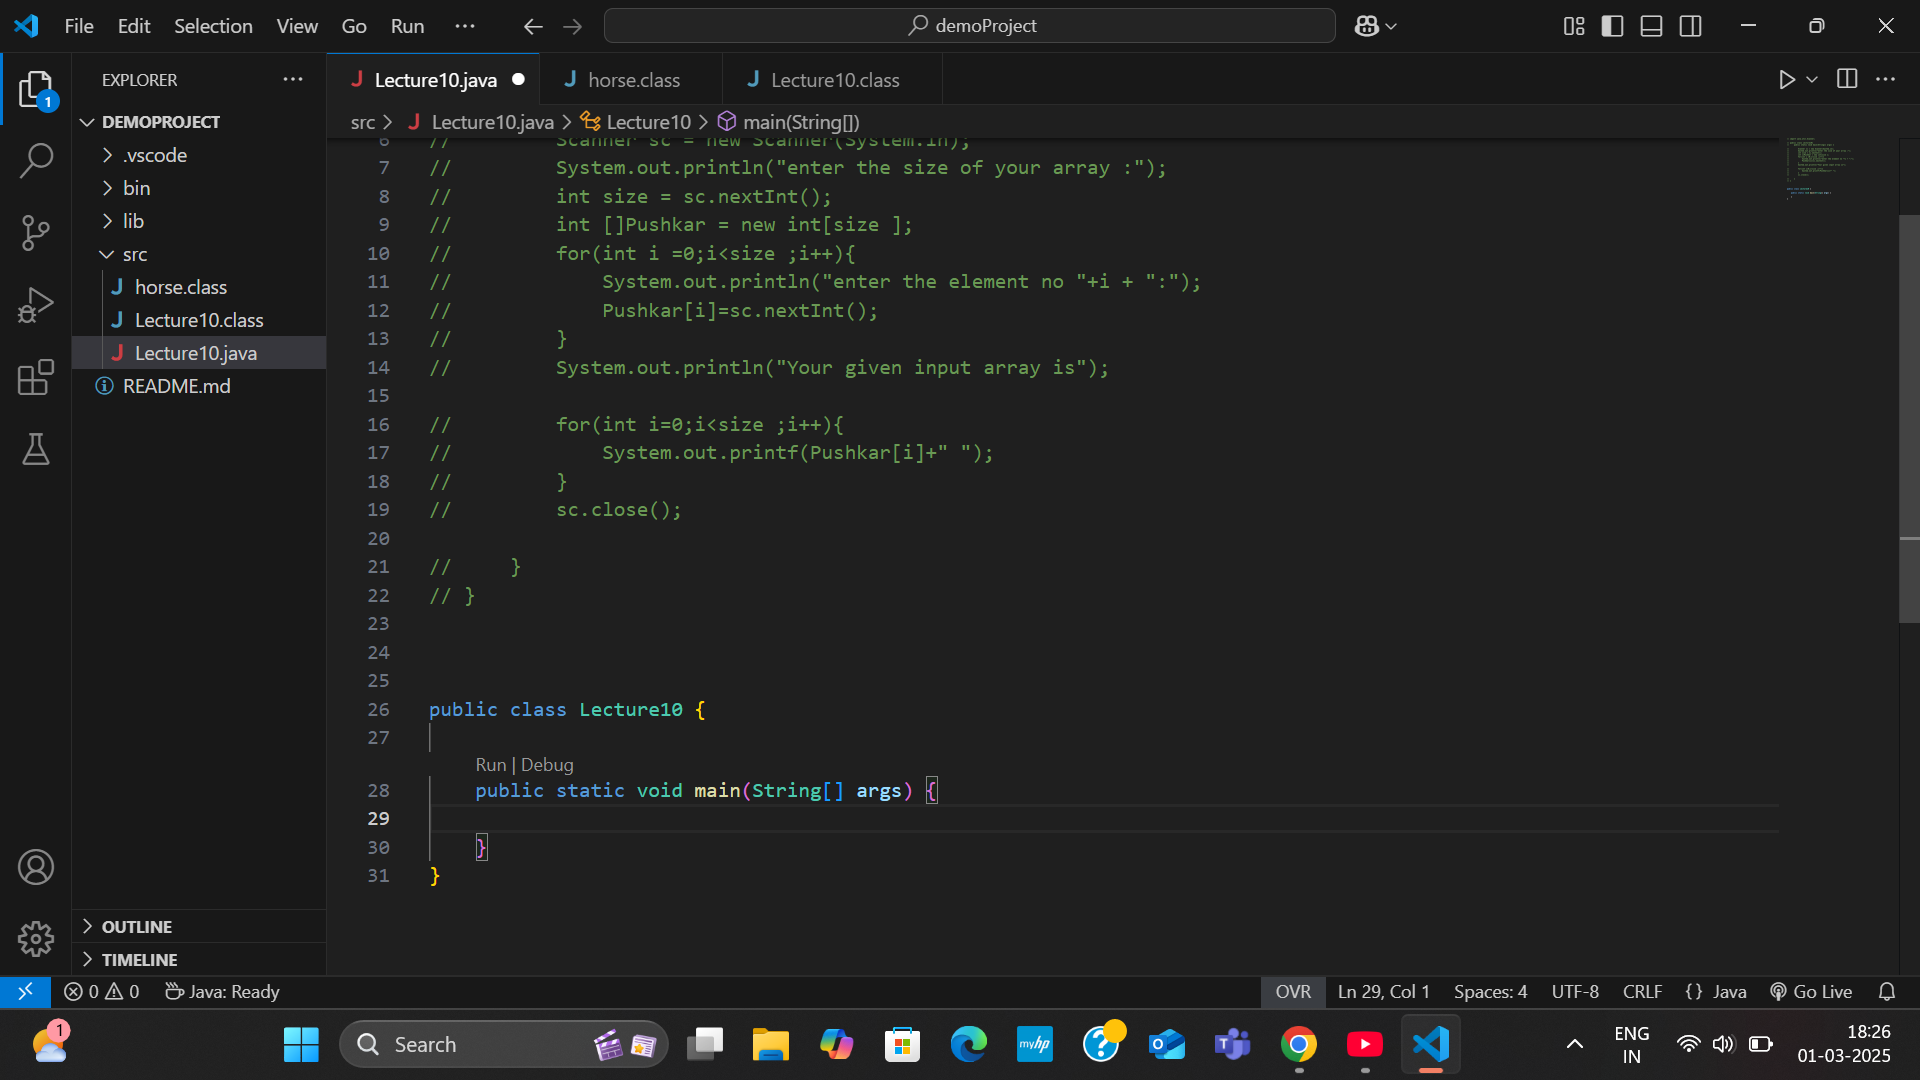 File Edit Selection View Go Run ···
demoProject
EXPLORER ···
1
DEMOPROJECT
.vscode
bin
lib
src
horse.class
Lecture10.class
Lecture10.java
README.md
OUTLINE
TIMELINE
Lecture10.java horse.class Lecture10.class
src > Lecture10.java > Lecture10 > main(String[])
6 // Scanner sc = new Scanner(System.in);
7 // System.out.println("enter the size of your array :");
8 // int size = sc.nextInt();
9 // int []Pushkar = new int[size ];
10 // for(int i =0;i<size ;i++){
11 // System.out.println("enter the element no "+i + ":");
12 // Pushkar[i]=sc.nextInt();
13 // }
14 // System.out.println("Your given input array is");
15
16 // for(int i=0;i<size ;i++){
17 // System.out.printf(Pushkar[i]+" ");
18 // }
19 // sc.close();
20
21 // }
22 // }
23
24
25
26 public class Lecture10 {
27
Run | Debug
28 public static void main(String[] args) {
29
30 }
31 }
0 0 Java: Ready OVR Ln 29, Col 1 Spaces: 4 UTF-8 CRLF {} Java Go Live
1 Search myhp ENG 18:26
IN 01-03-2025